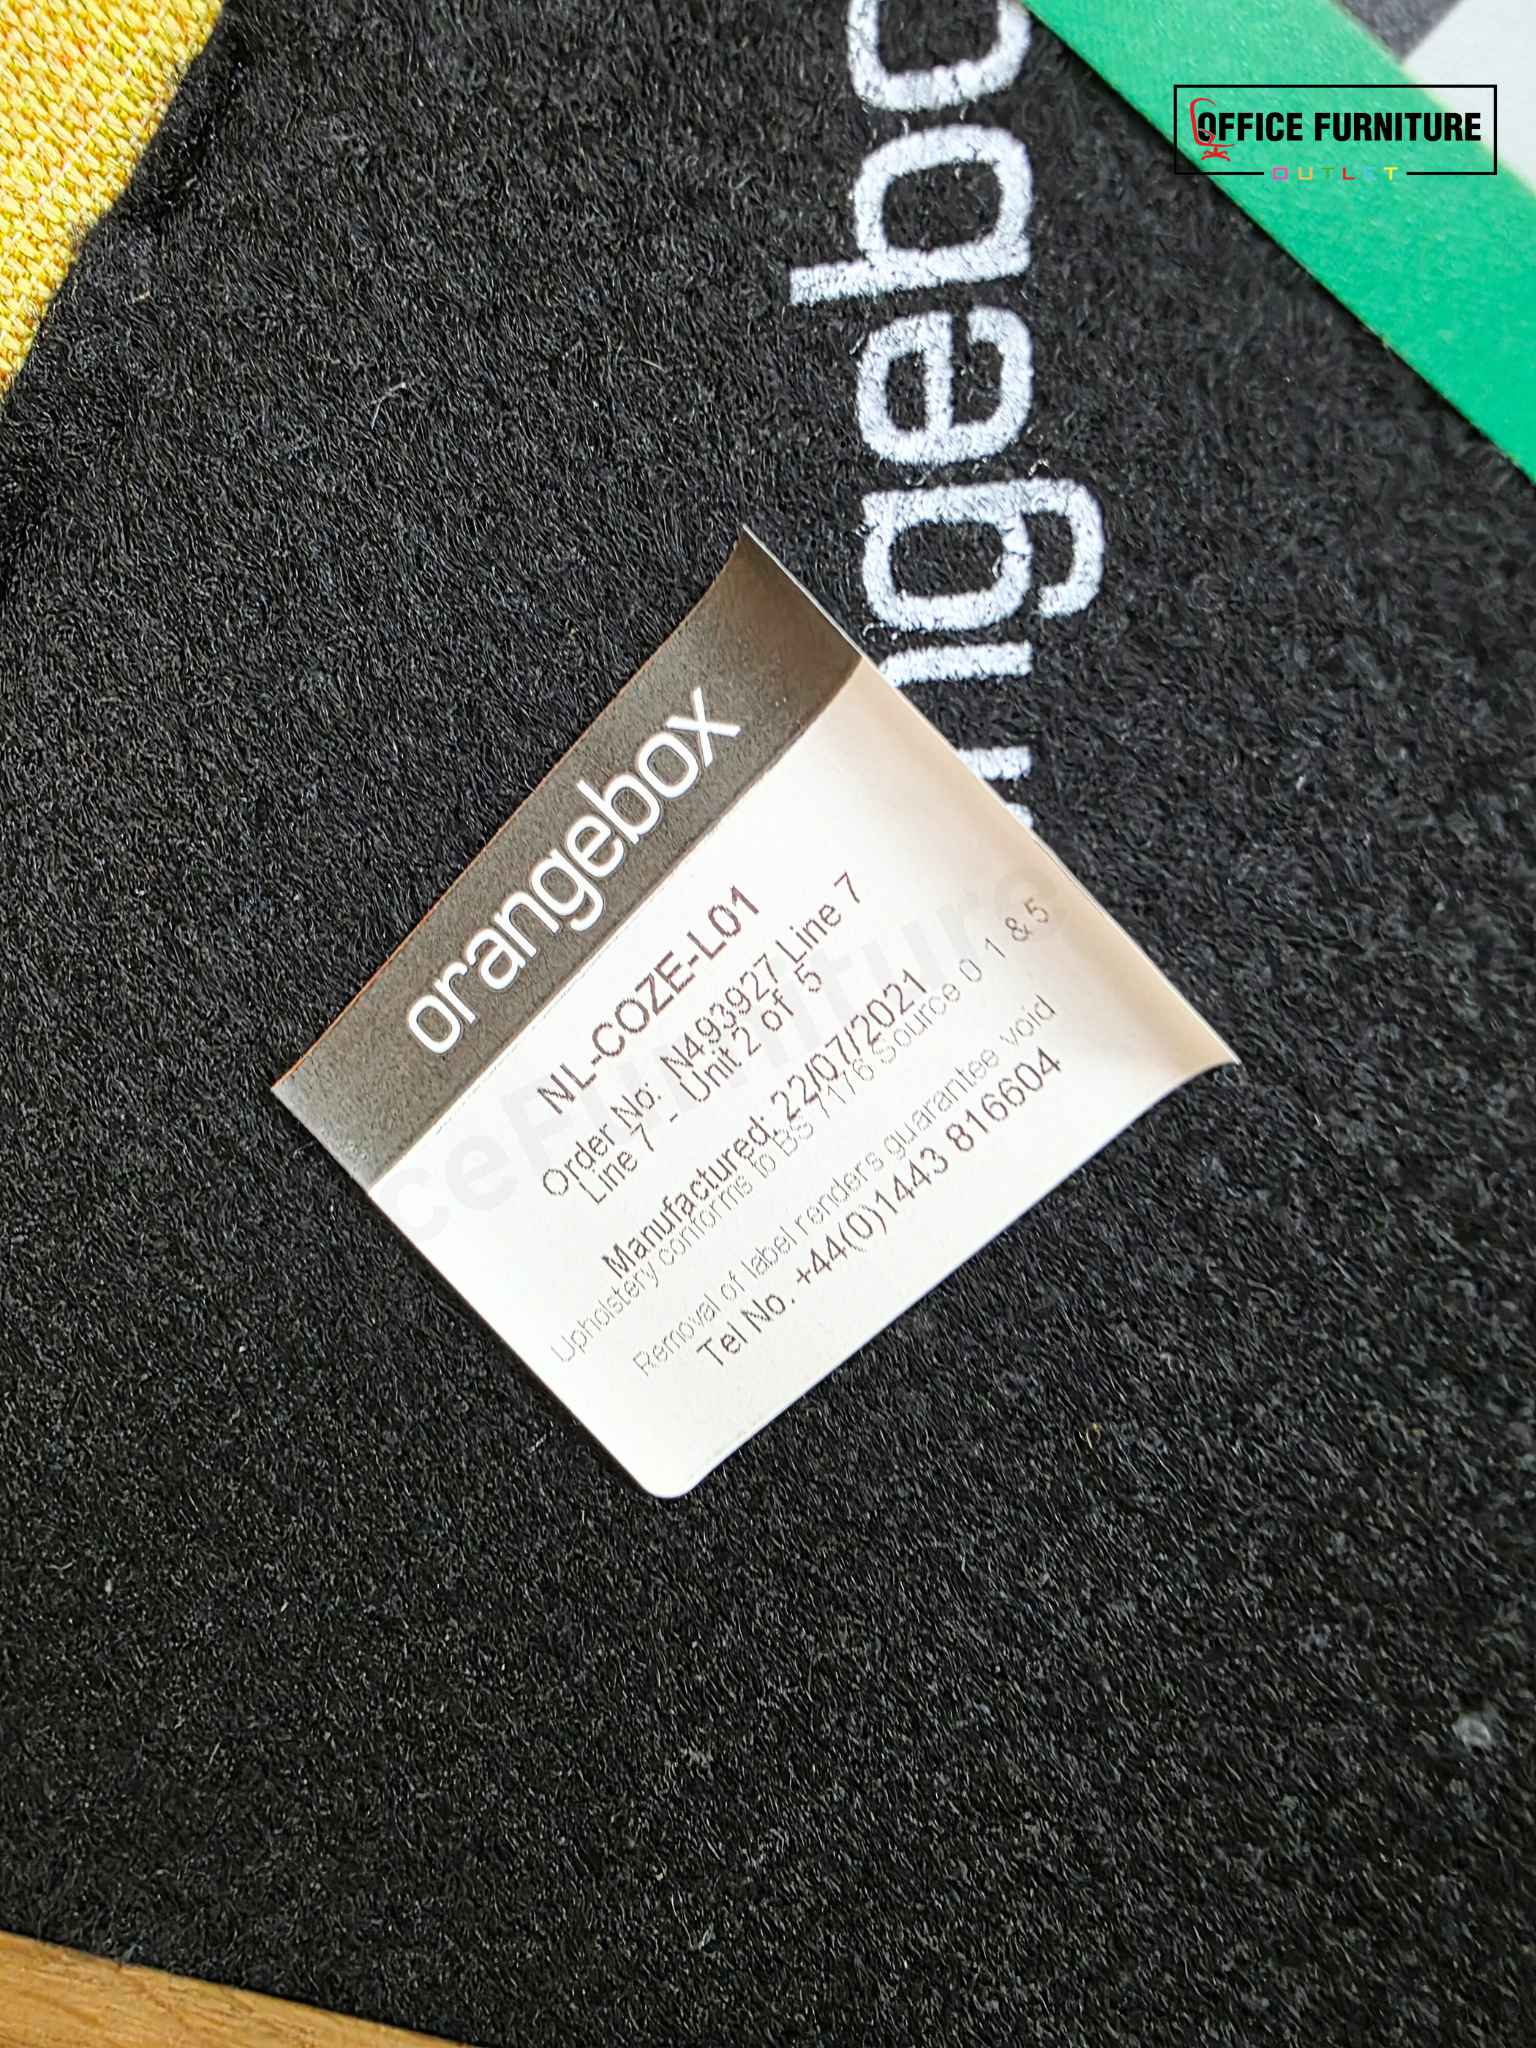 OFFICE FURNITURE
OUTLET
ngebo
orangebox
NL-COZE-L01
Order No: N493927 Line 7
Line 7 - Unit 2 of 5
Manufactured: 22/07/2021
Upholstery conforms to BS 7176 Source 0 1 & 5
Removal of label renders guarantee void
Tel No. +44(0)1443 816604